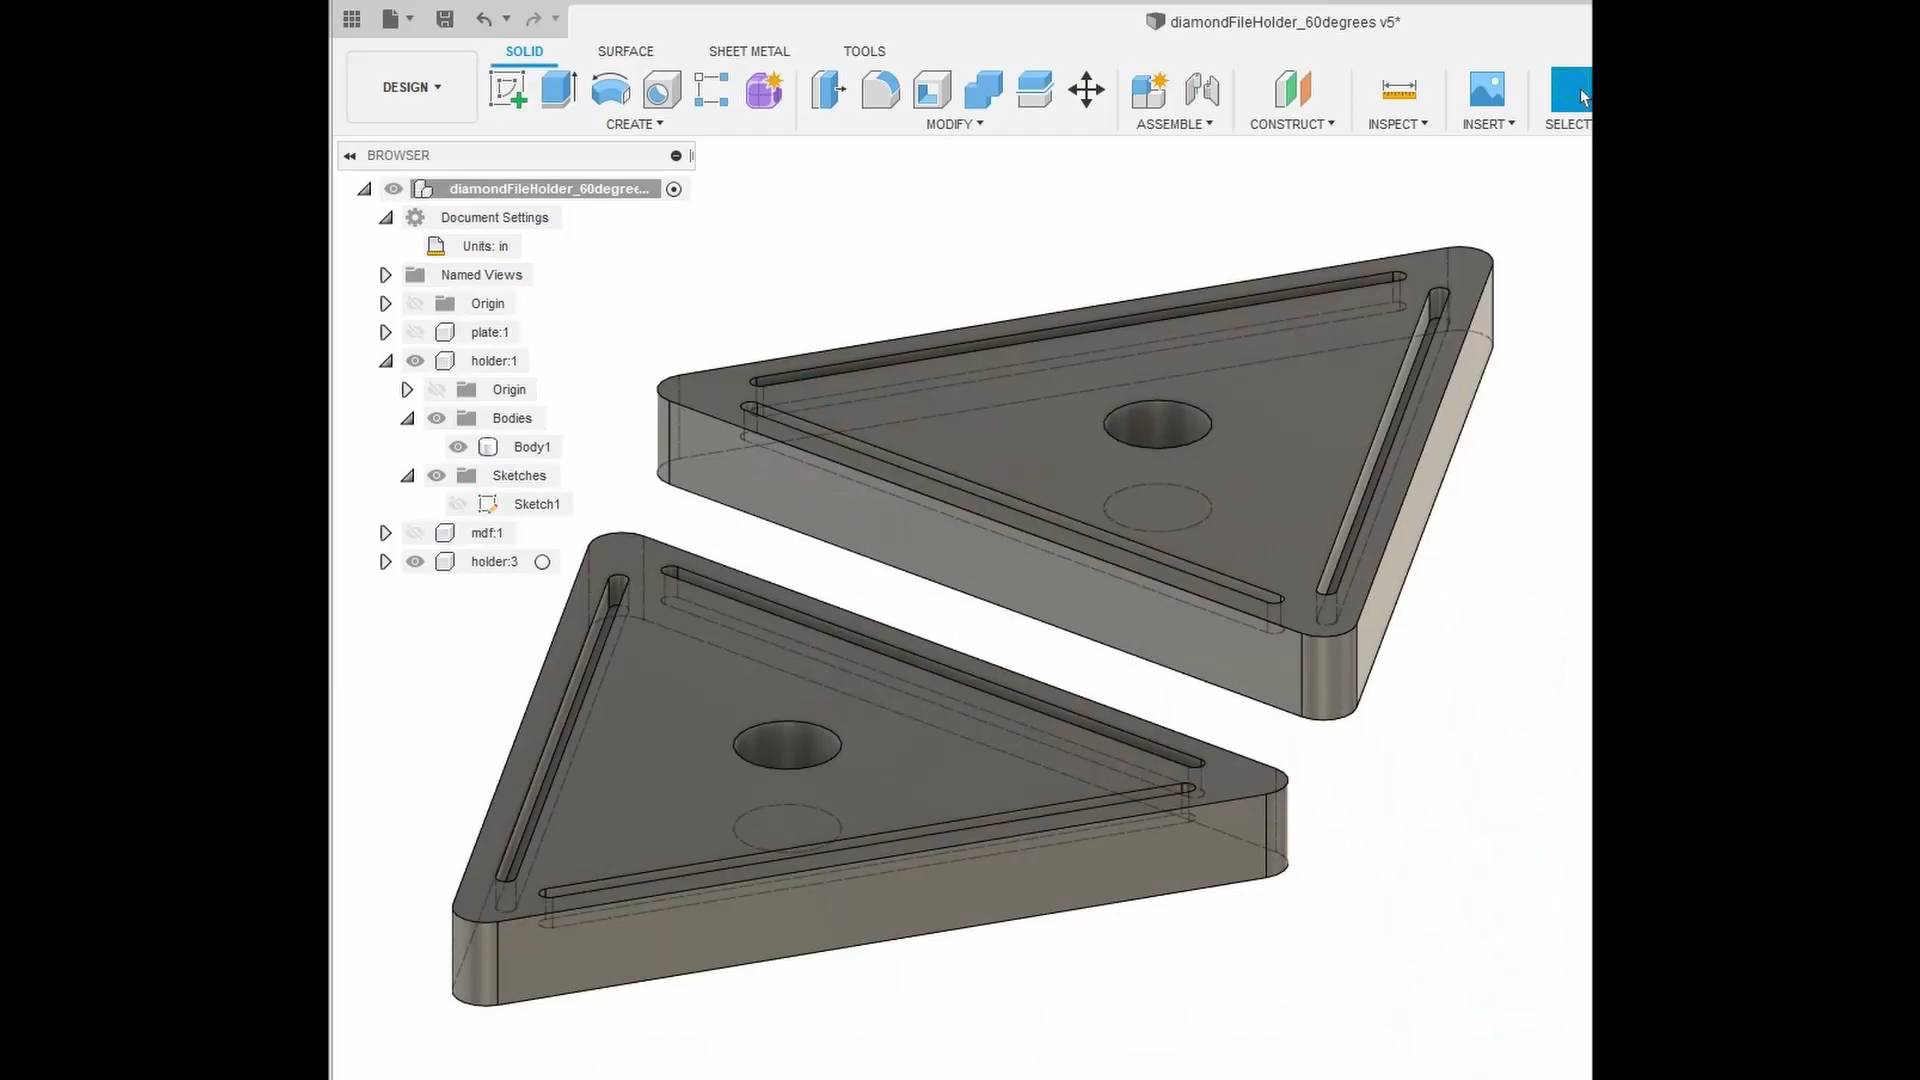 diamondFileHolder_60degrees v5*
SOLID SURFACE SHEET METAL TOOLS
DESIGN
CREATE MODIFY ASSEMBLE CONSTRUCT INSPECT INSERT SELECT
BROWSER
diamondFileHolder_60degree...
Document Settings
Units: in
Named Views
Origin
plate:1
holder:1
Origin
Bodies
Body1
Sketches
Sketch1
mdf:1
holder:3